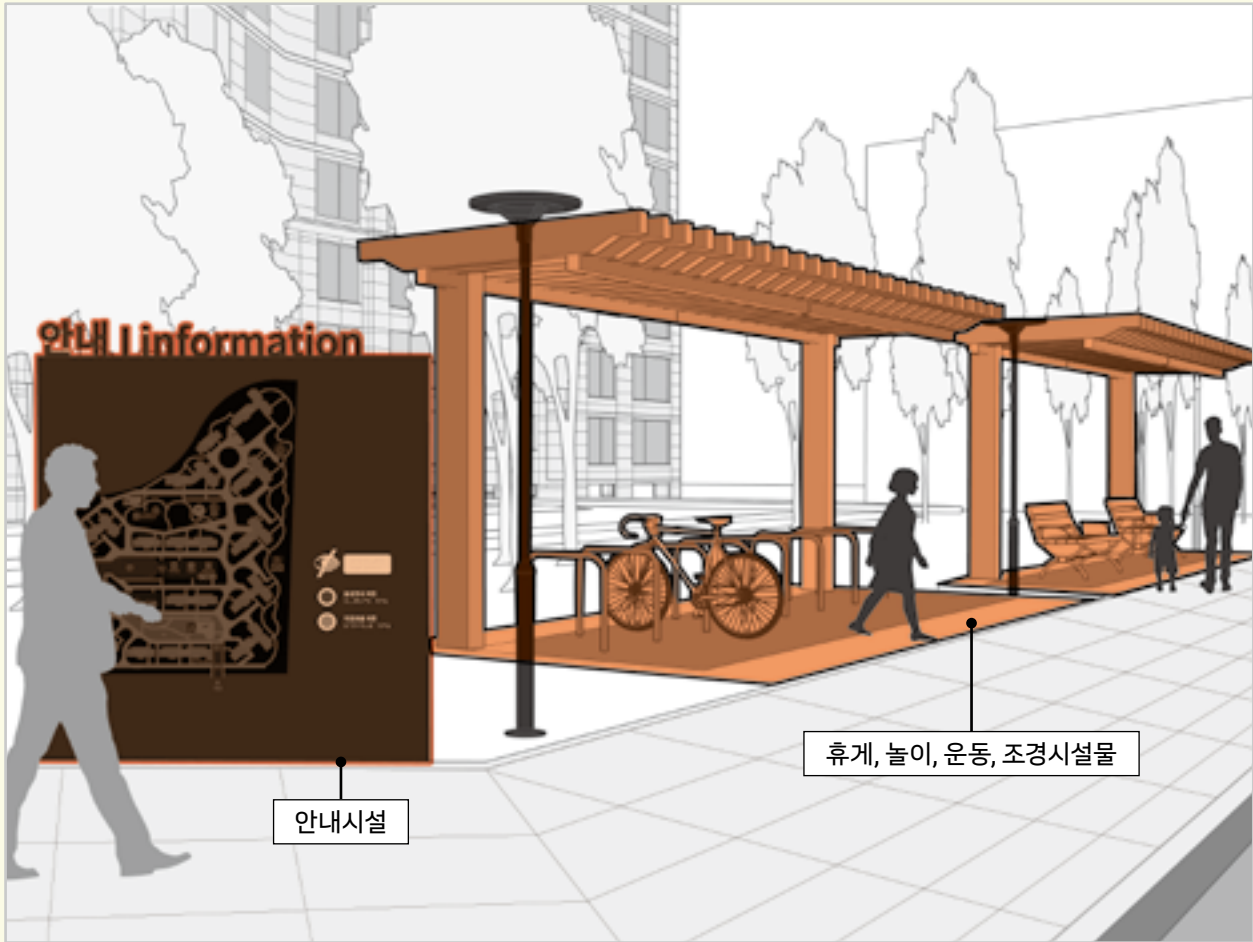 안내 | information
휴게, 놀이, 운동, 조경시설물
안내시설